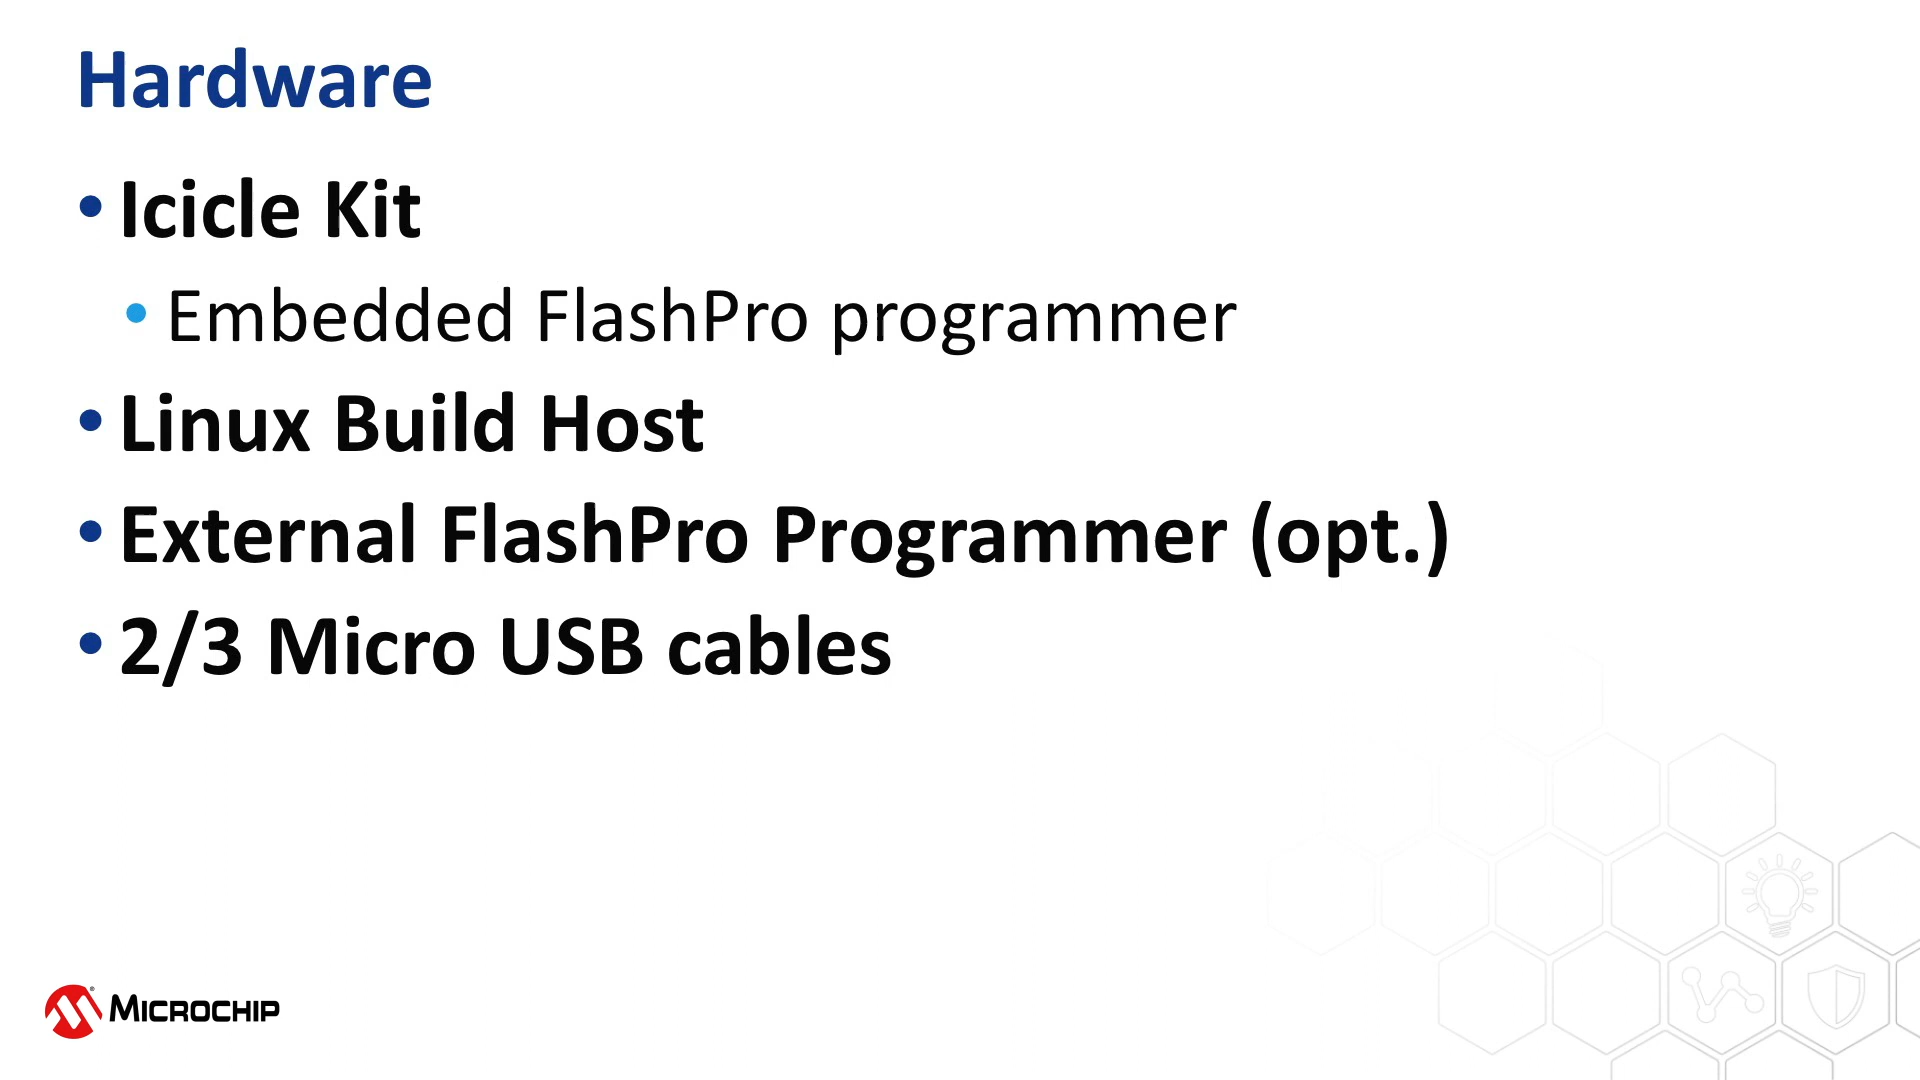 Hardware
• Icicle Kit
• Embedded FlashPro programmer
• Linux Build Host
• External FlashPro Programmer (opt.)
• 2/3 Micro USB cables
MICROCHIP